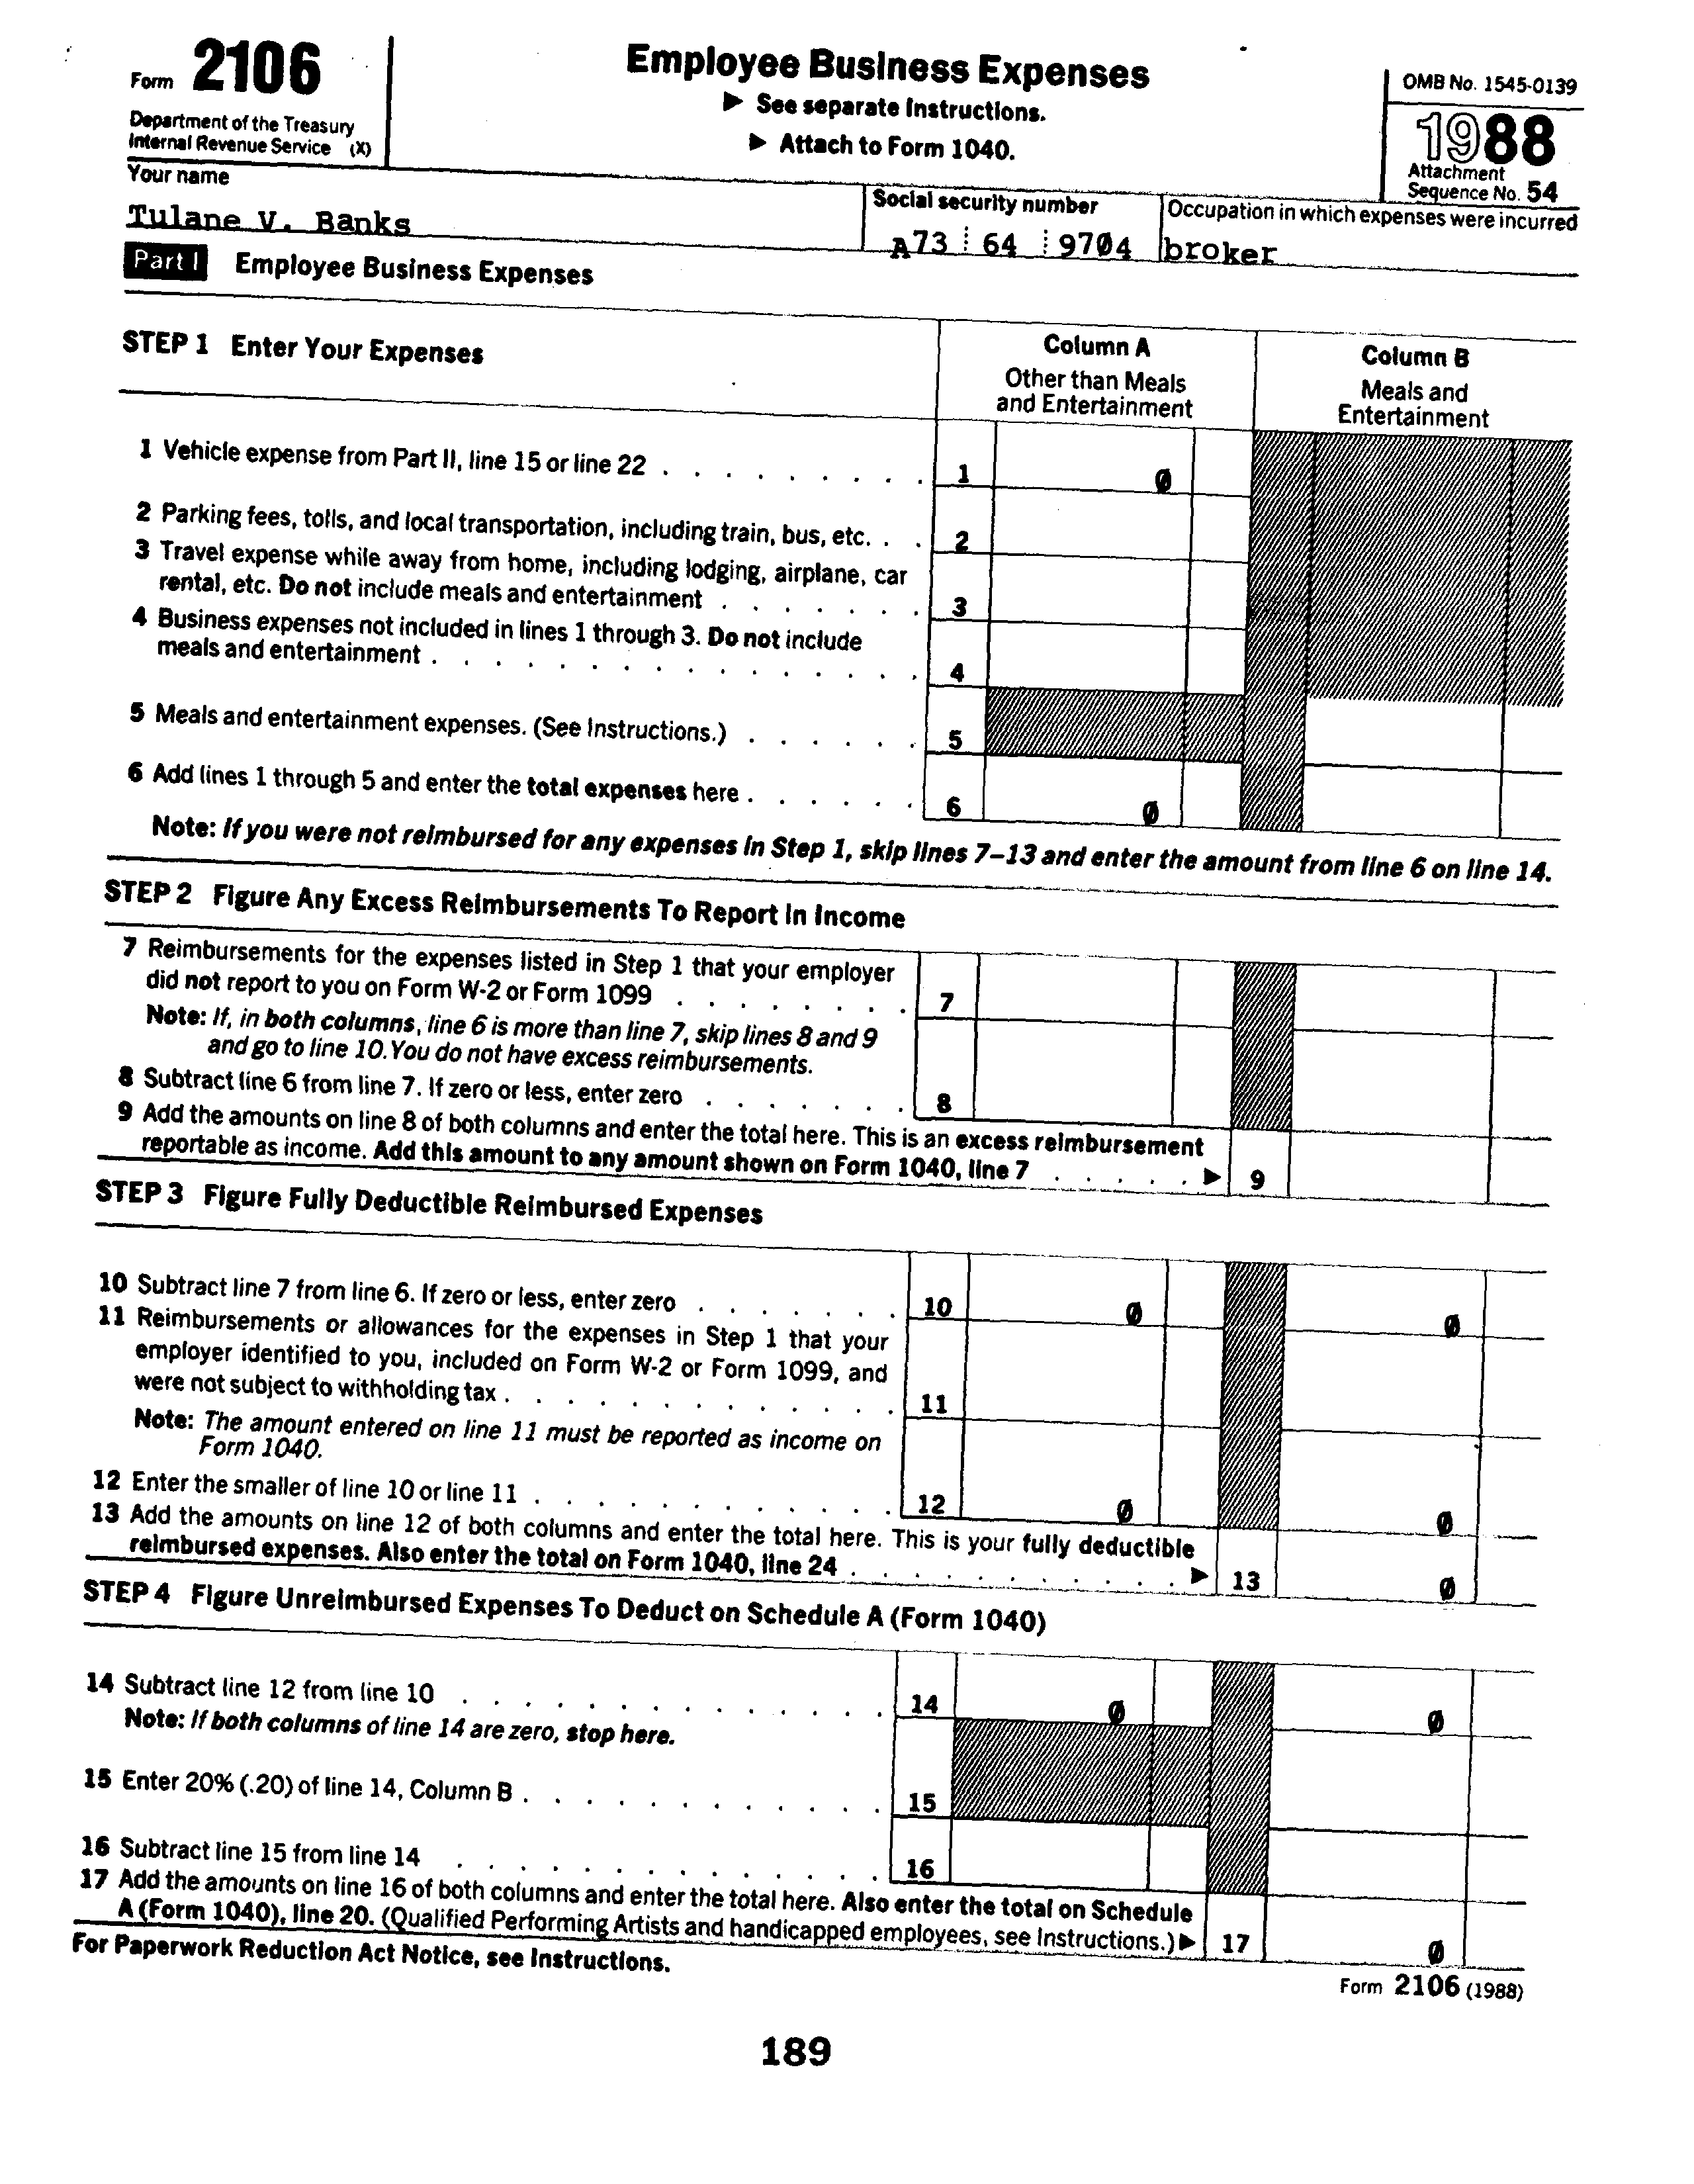 Form 2106
Department of the Treasury
Internal Revenue Service (X)
Employee Business Expenses
▶ See separate Instructions.
▶ Attach to Form 1040.
OMB No. 1545-0139
1988
Attachment
Sequence No. 54
Your name
Tulane V. Banks
Social security number
A73 64 9704
Occupation in which expenses were incurred
broker
Part I Employee Business Expenses
STEP 1 Enter Your Expenses
Column A
Other than Meals
and Entertainment
Column B
Meals and
Entertainment
1 Vehicle expense from Part II, line 15 or line 22 . . . . . . . . . 1 Ø
2 Parking fees, tolls, and local transportation, including train, bus, etc. . . 2
3 Travel expense while away from home, including lodging, airplane, car
rental, etc. Do not include meals and entertainment . . . . . . . 3
4 Business expenses not included in lines 1 through 3. Do not include
meals and entertainment . . . . . . . . . . . . . . . . 4
5 Meals and entertainment expenses. (See Instructions.) . . . . . . 5
6 Add lines 1 through 5 and enter the total expenses here . . . . . . 6 Ø
Note: If you were not reimbursed for any expenses in Step 1, skip lines 7–13 and enter the amount from line 6 on line 14.
STEP 2 Figure Any Excess Reimbursements To Report In Income
7 Reimbursements for the expenses listed in Step 1 that your employer
did not report to you on Form W-2 or Form 1099 . . . . . . . . 7
Note: If, in both columns, line 6 is more than line 7, skip lines 8 and 9
and go to line 10. You do not have excess reimbursements.
8 Subtract line 6 from line 7. If zero or less, enter zero . . . . . . . 8
9 Add the amounts on line 8 of both columns and enter the total here. This is an excess reimbursement
reportable as income. Add this amount to any amount shown on Form 1040, line 7 . . . . . ▶ 9
STEP 3 Figure Fully Deductible Reimbursed Expenses
10 Subtract line 7 from line 6. If zero or less, enter zero . . . . . . . 10 Ø Ø
11 Reimbursements or allowances for the expenses in Step 1 that your
employer identified to you, included on Form W-2 or Form 1099, and
were not subject to withholding tax . . . . . . . . . . . . . 11
Note: The amount entered on line 11 must be reported as income on
Form 1040.
12 Enter the smaller of line 10 or line 11 . . . . . . . . . . . . 12 Ø Ø
13 Add the amounts on line 12 of both columns and enter the total here. This is your fully deductible
reimbursed expenses. Also enter the total on Form 1040, line 24 . . . . . . . . . . . ▶ 13 Ø
STEP 4 Figure Unreimbursed Expenses To Deduct on Schedule A (Form 1040)
14 Subtract line 12 from line 10 . . . . . . . . . . . . . . 14 Ø Ø
Note: If both columns of line 14 are zero, stop here.
15 Enter 20% (.20) of line 14, Column B . . . . . . . . . . . . 15
16 Subtract line 15 from line 14 . . . . . . . . . . . . . . 16
17 Add the amounts on line 16 of both columns and enter the total here. Also enter the total on Schedule
A (Form 1040), line 20. (Qualified Performing Artists and handicapped employees, see Instructions.) ▶ 17 Ø
For Paperwork Reduction Act Notice, see Instructions.
Form 2106 (1988)
189